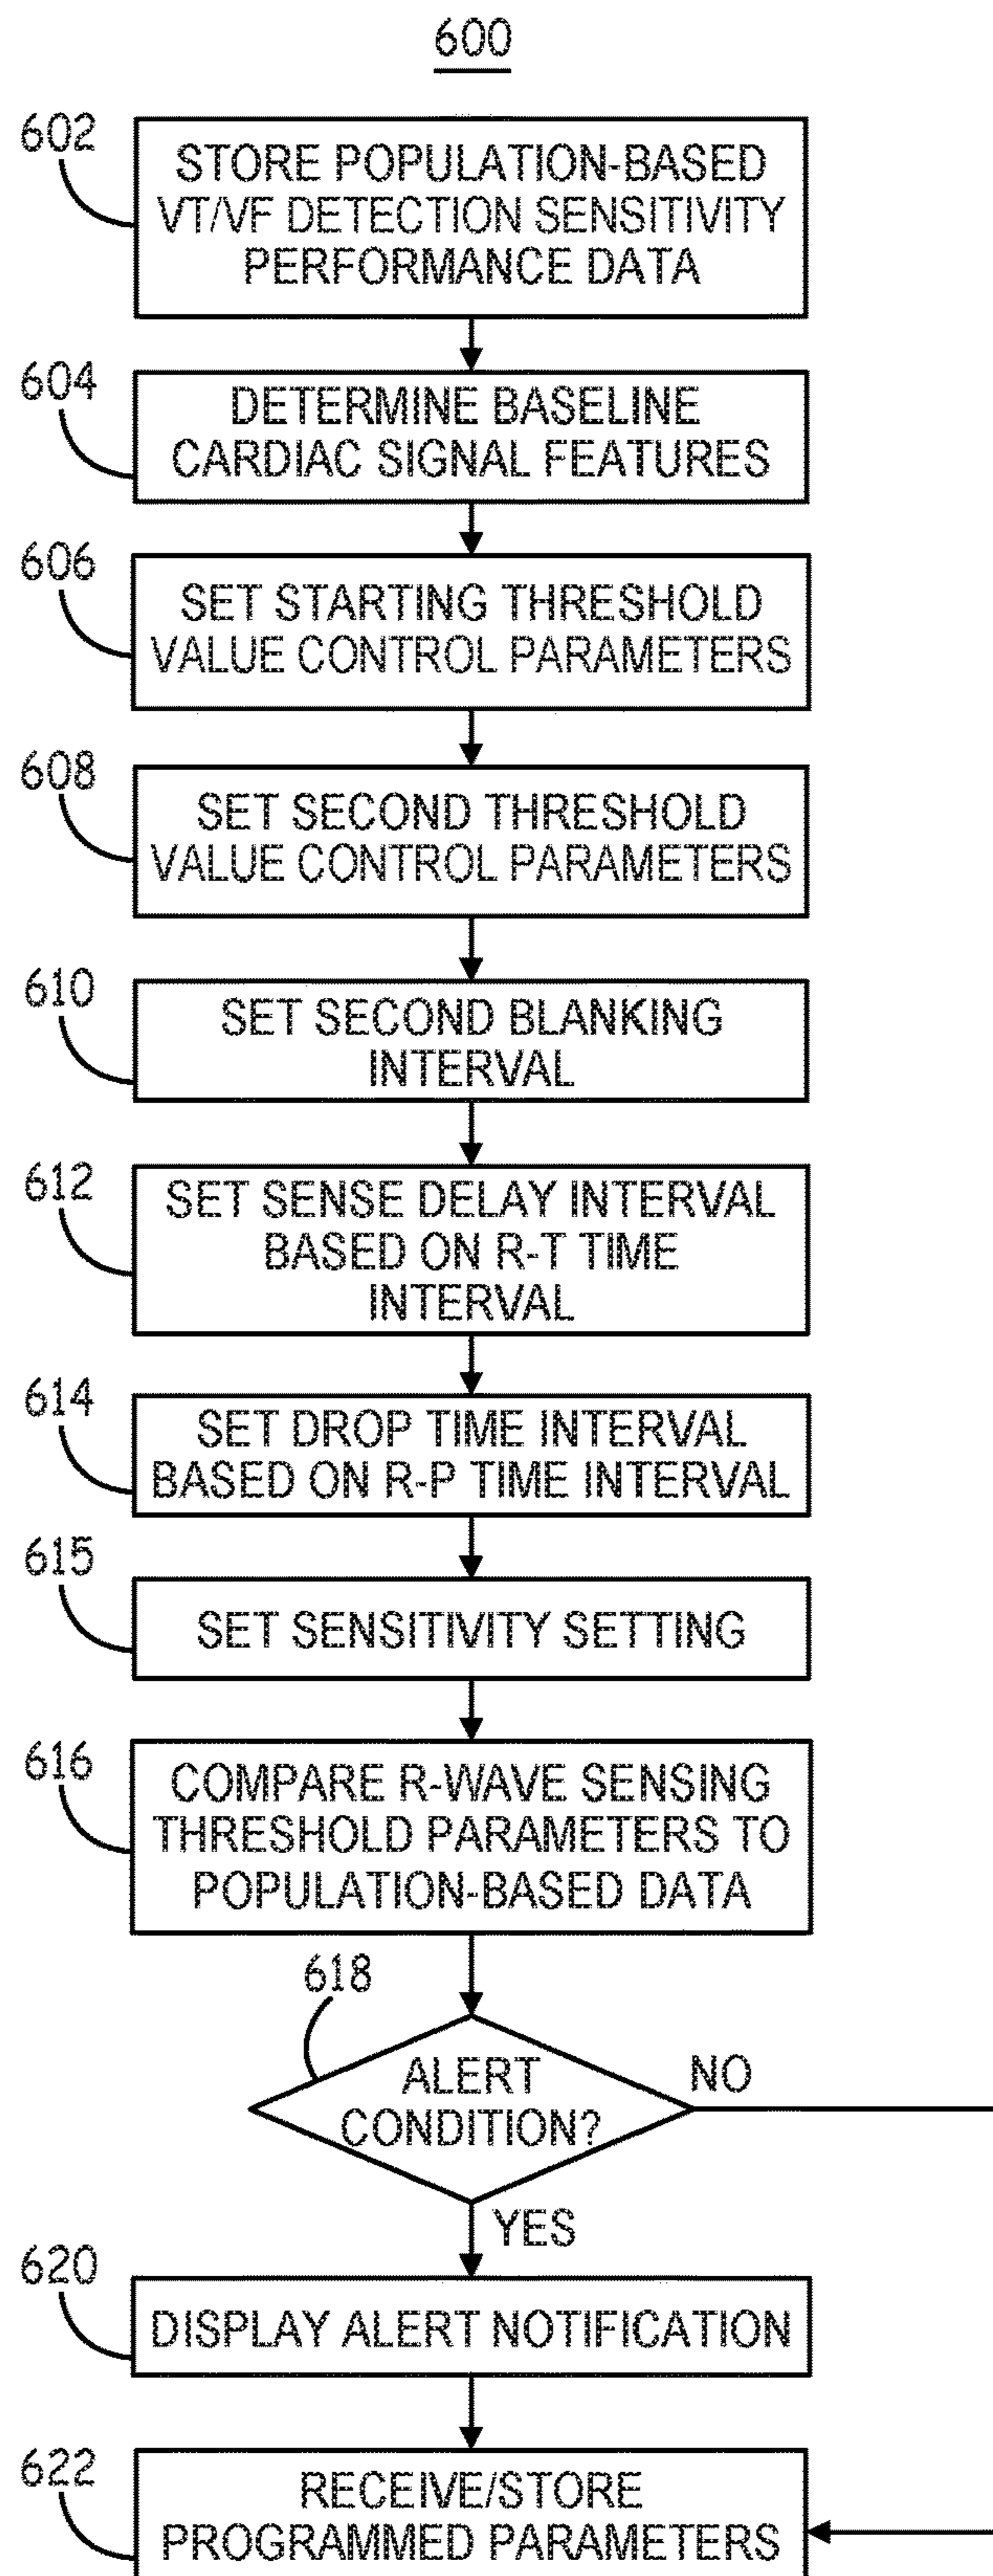 600
602
STORE POPULATION-BASED
VT/VF DETECTION SENSITIVITY
PERFORMANCE DATA
604
DETERMINE BASELINE
CARDIAC SIGNAL FEATURES
606
SET STARTING THRESHOLD
VALUE CONTROL PARAMETERS
608
SET SECOND THRESHOLD
VALUE CONTROL PARAMETERS
610
SET SECOND BLANKING
INTERVAL
612
SET SENSE DELAY INTERVAL
BASED ON R-T TIME
INTERVAL
614
SET DROP TIME INTERVAL
BASED ON R-P TIME INTERVAL
615
SET SENSITIVITY SETTING
616
COMPARE R-WAVE SENSING
THRESHOLD PARAMETERS TO
POPULATION-BASED DATA
618
ALERT
CONDITION?
NO
YES
620
DISPLAY ALERT NOTIFICATION
622
RECEIVE/STORE
PROGRAMMED PARAMETERS